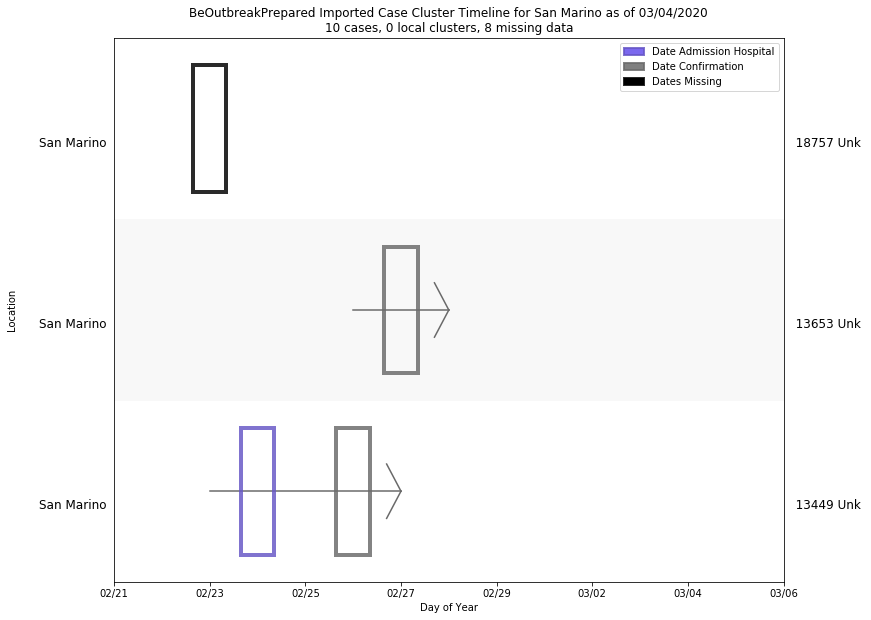 BeOutbreakPrepared Imported Case Cluster Timeline for San Marino as of 03/04/2020
10 cases, 0 local clusters, 8 missing data
Date Admission Hospital
Date Confirmation
Dates Missing
San Marino
18757 Unk
San Marino
13653 Unk
San Marino
13449 Unk
Location
02/21 02/23 02/25 02/27 02/29 03/02 03/04 03/06
Day of Year